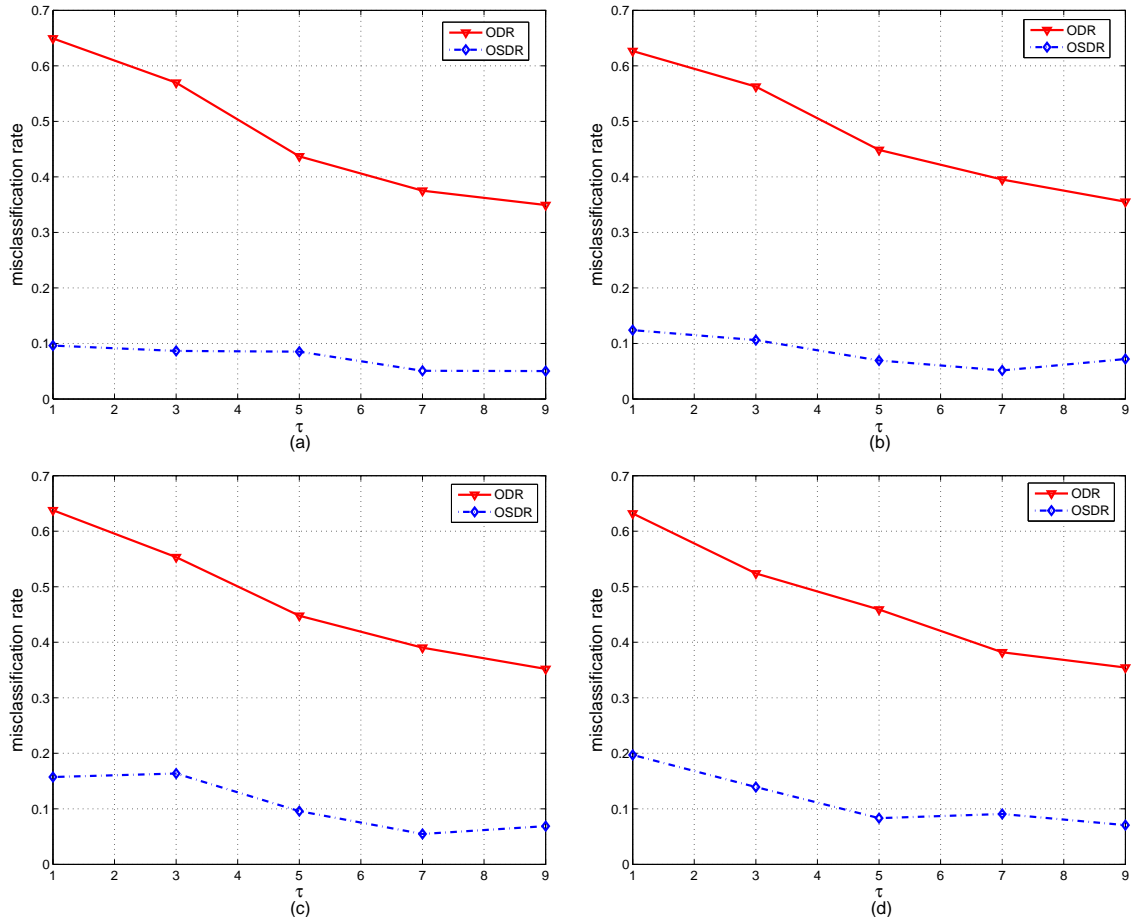 0.7
0.6
0.5
0.4
0.3
0.2
0.1
0
misclassification rate
ODR
OSDR
1 2 3 4 5 6 7 8 9
τ
(a)
0.7
0.6
0.5
0.4
0.3
0.2
0.1
0
misclassification rate
ODR
OSDR
1 2 3 4 5 6 7 8 9
τ
(b)
0.7
0.6
0.5
0.4
0.3
0.2
0.1
0
misclassification rate
ODR
OSDR
1 2 3 4 5 6 7 8 9
τ
(c)
0.7
0.6
0.5
0.4
0.3
0.2
0.1
0
misclassification rate
ODR
OSDR
1 2 3 4 5 6 7 8 9
τ
(d)